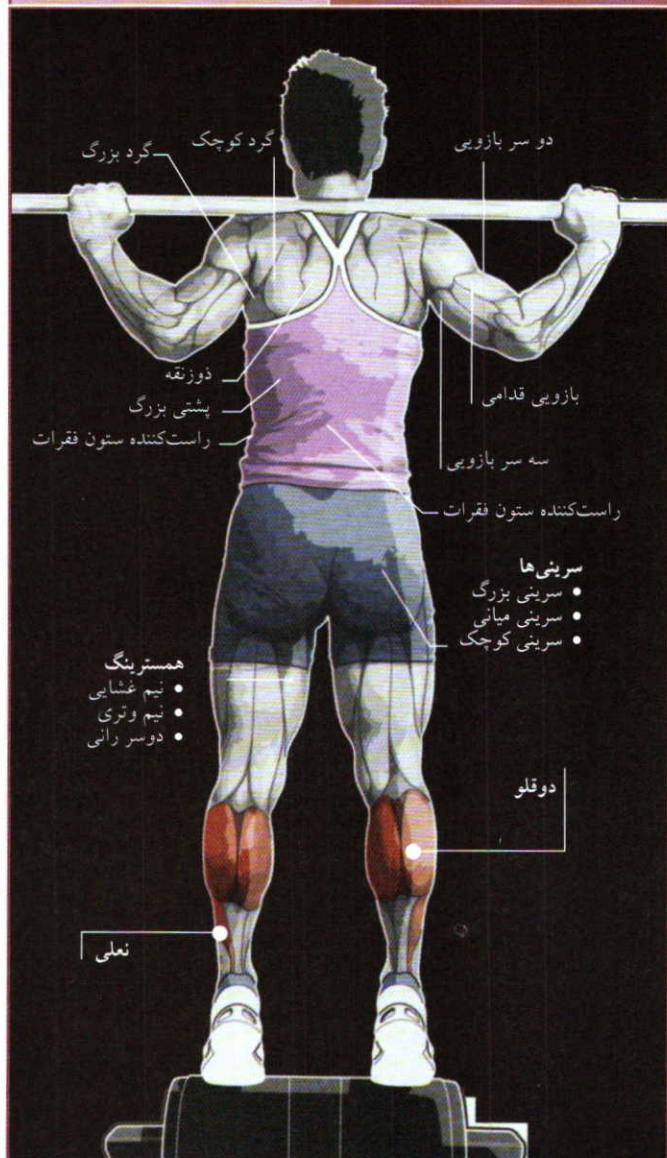 دو سر بازویی
گرد کوچک
گرد بزرگ
ذوزنقه
پشتی بزرگ
راست‌کننده ستون فقرات
بازویی قدامی
سه سر بازویی
راست‌کننده ستون فقرات
سرینی‌ها
• سرینی بزرگ
• سرینی میانی
• سرینی کوچک
همسترینگ
• نیم غشایی
• نیم وتری
• دوسر رانی
دوقلو
نعلی